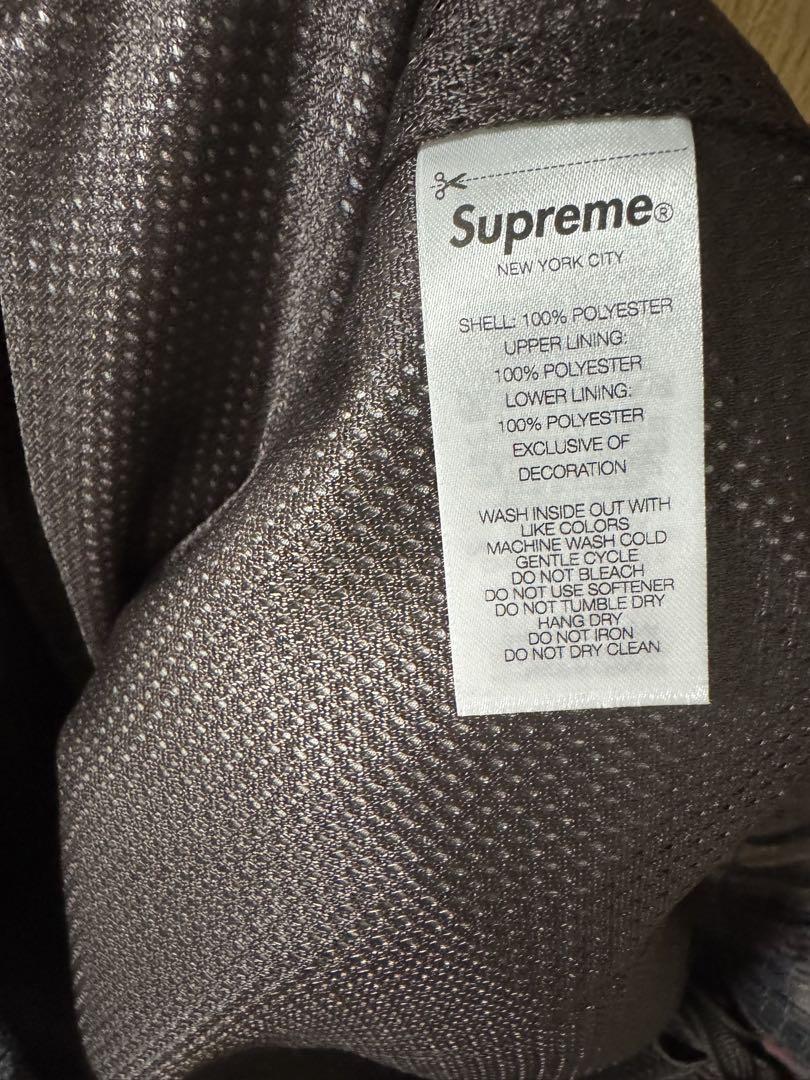 Supreme®
NEW YORK CITY
SHELL: 100% POLYESTER
UPPER LINING:
100% POLYESTER
LOWER LINING:
100% POLYESTER
EXCLUSIVE OF
DECORATION
WASH INSIDE OUT WITH
LIKE COLORS
MACHINE WASH COLD
GENTLE CYCLE
DO NOT BLEACH
DO NOT USE SOFTENER
DO NOT TUMBLE DRY
HANG DRY
DO NOT IRON
DO NOT DRY CLEAN